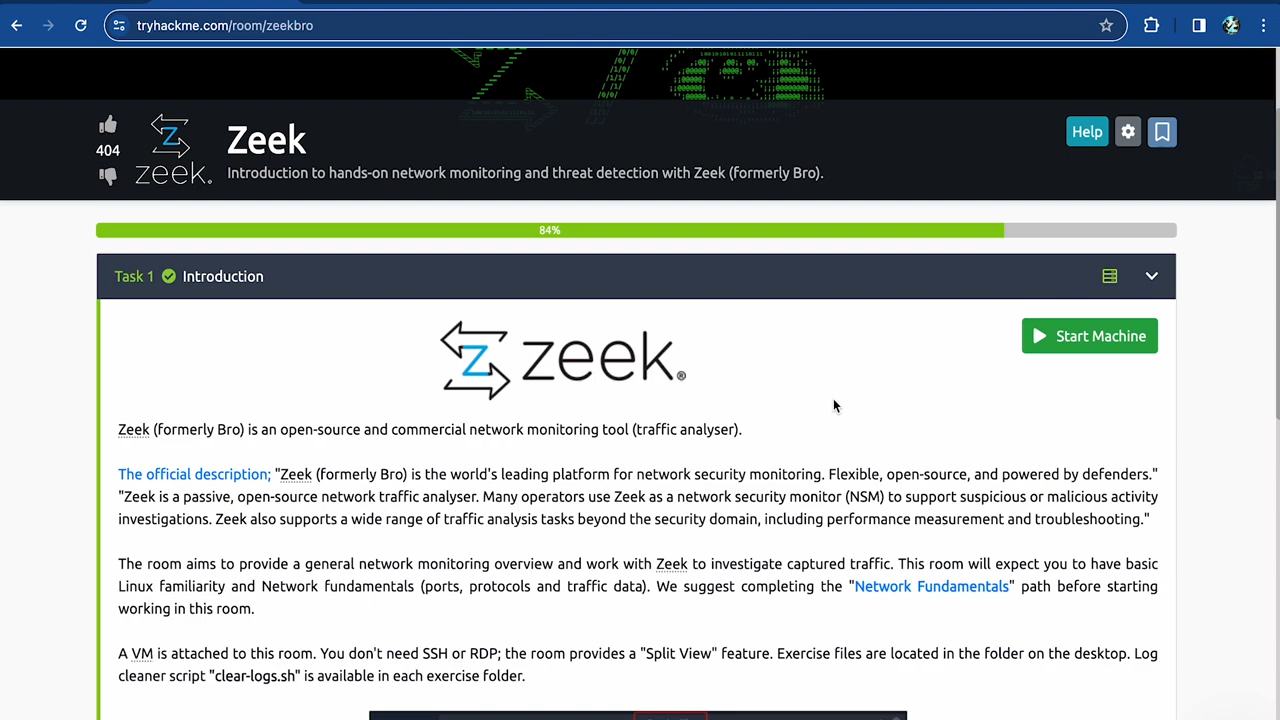 tryhackme.com/room/zeekbro
404
zeek.
Zeek
Introduction to hands-on network monitoring and threat detection with Zeek (formerly Bro).
Help
84%
Task 1 Introduction
zeek®
Start Machine
Zeek (formerly Bro) is an open-source and commercial network monitoring tool (traffic analyser).
The official description; "Zeek (formerly Bro) is the world's leading platform for network security monitoring. Flexible, open-source, and powered by defenders."
"Zeek is a passive, open-source network traffic analyser. Many operators use Zeek as a network security monitor (NSM) to support suspicious or malicious activity
investigations. Zeek also supports a wide range of traffic analysis tasks beyond the security domain, including performance measurement and troubleshooting."
The room aims to provide a general network monitoring overview and work with Zeek to investigate captured traffic. This room will expect you to have basic
Linux familiarity and Network fundamentals (ports, protocols and traffic data). We suggest completing the "Network Fundamentals" path before starting
working in this room.
A VM is attached to this room. You don't need SSH or RDP; the room provides a "Split View" feature. Exercise files are located in the folder on the desktop. Log
cleaner script "clear-logs.sh" is available in each exercise folder.